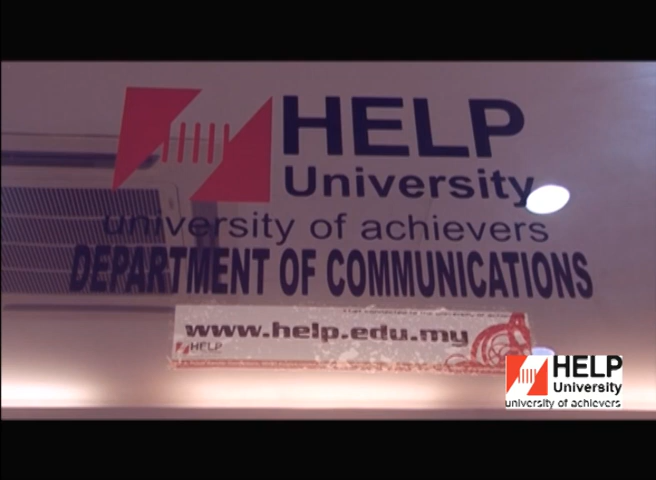 HELP
University
university of achievers
DEPARTMENT OF COMMUNICATIONS
www.help.edu.my
HELP
HELP
University
university of achievers